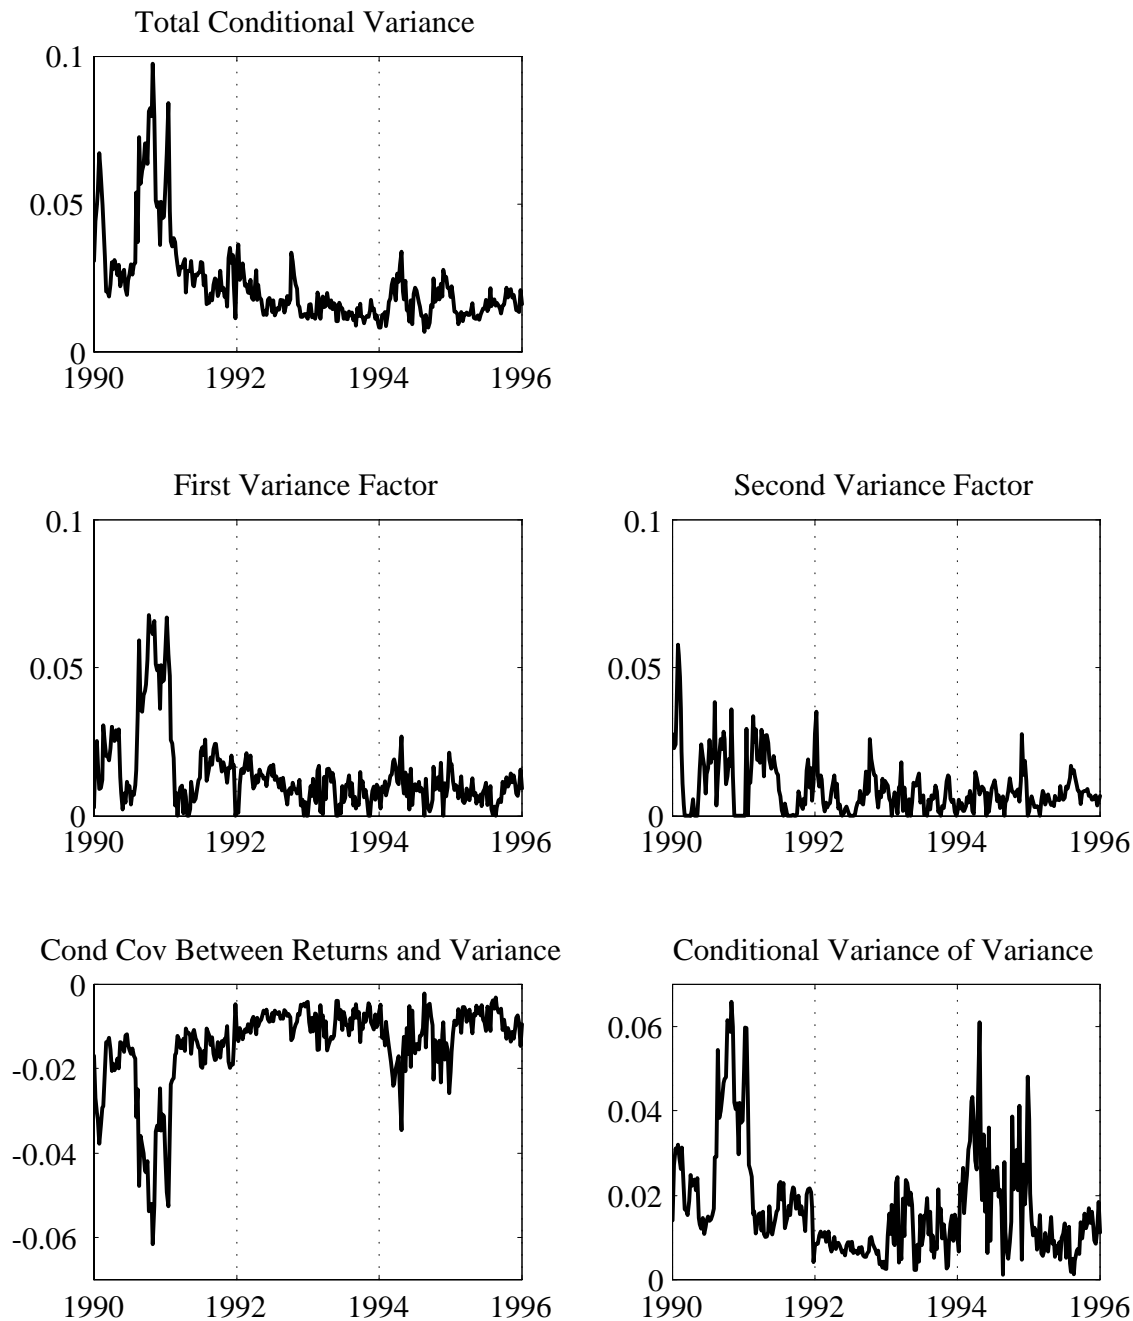 Total Conditional Variance
0.1
0.05
0
1990 1992 1994 1996
First Variance Factor
0.1
0.05
0
1990 1992 1994 1996
Second Variance Factor
0.1
0.05
0
1990 1992 1994 1996
Cond Cov Between Returns and Variance
0
-0.02
-0.04
-0.06
1990 1992 1994 1996
Conditional Variance of Variance
0.06
0.04
0.02
0
1990 1992 1994 1996